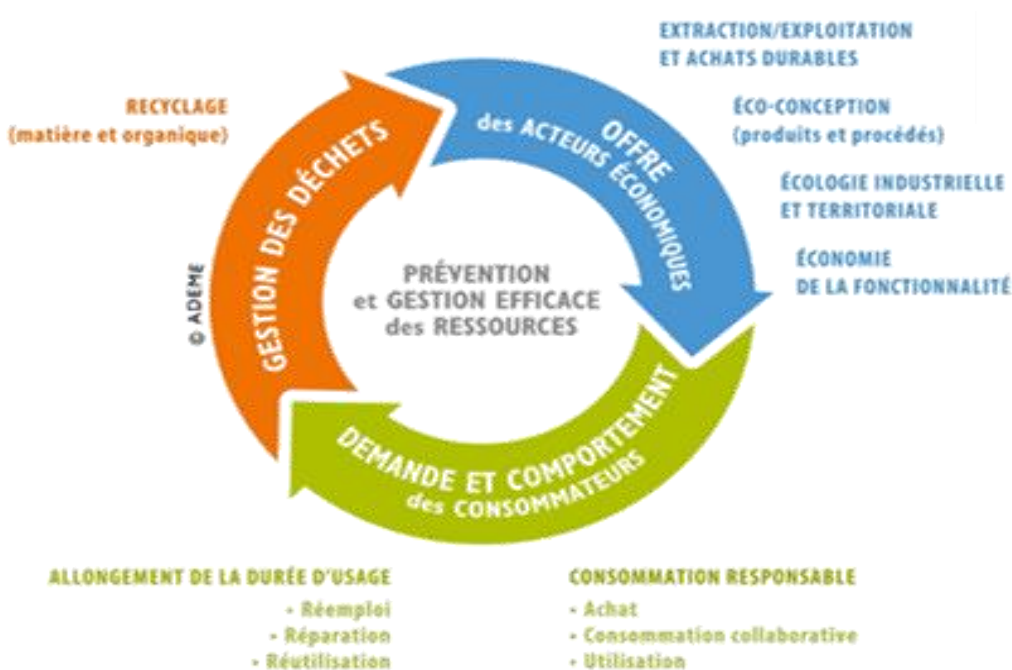 EXTRACTION/EXPLOITATION
ET ACHATS DURABLES
RECYCLAGE
(matière et organique)
ÉCO-CONCEPTION
(produits et procédés)
OFFRE
des ACTEURS ÉCONOMIQUES
ÉCOLOGIE INDUSTRIELLE
ET TERRITORIALE
GESTION DES DÉCHETS
ÉCONOMIE
DE LA FONCTIONNALITÉ
PRÉVENTION
et GESTION EFFICACE
des RESSOURCES
© ADEME
DEMANDE ET COMPORTEMENT
des CONSOMMATEURS
ALLONGEMENT DE LA DURÉE D'USAGE
- Réemploi
- Réparation
- Réutilisation
CONSOMMATION RESPONSABLE
- Achat
- Consommation collaborative
- Utilisation